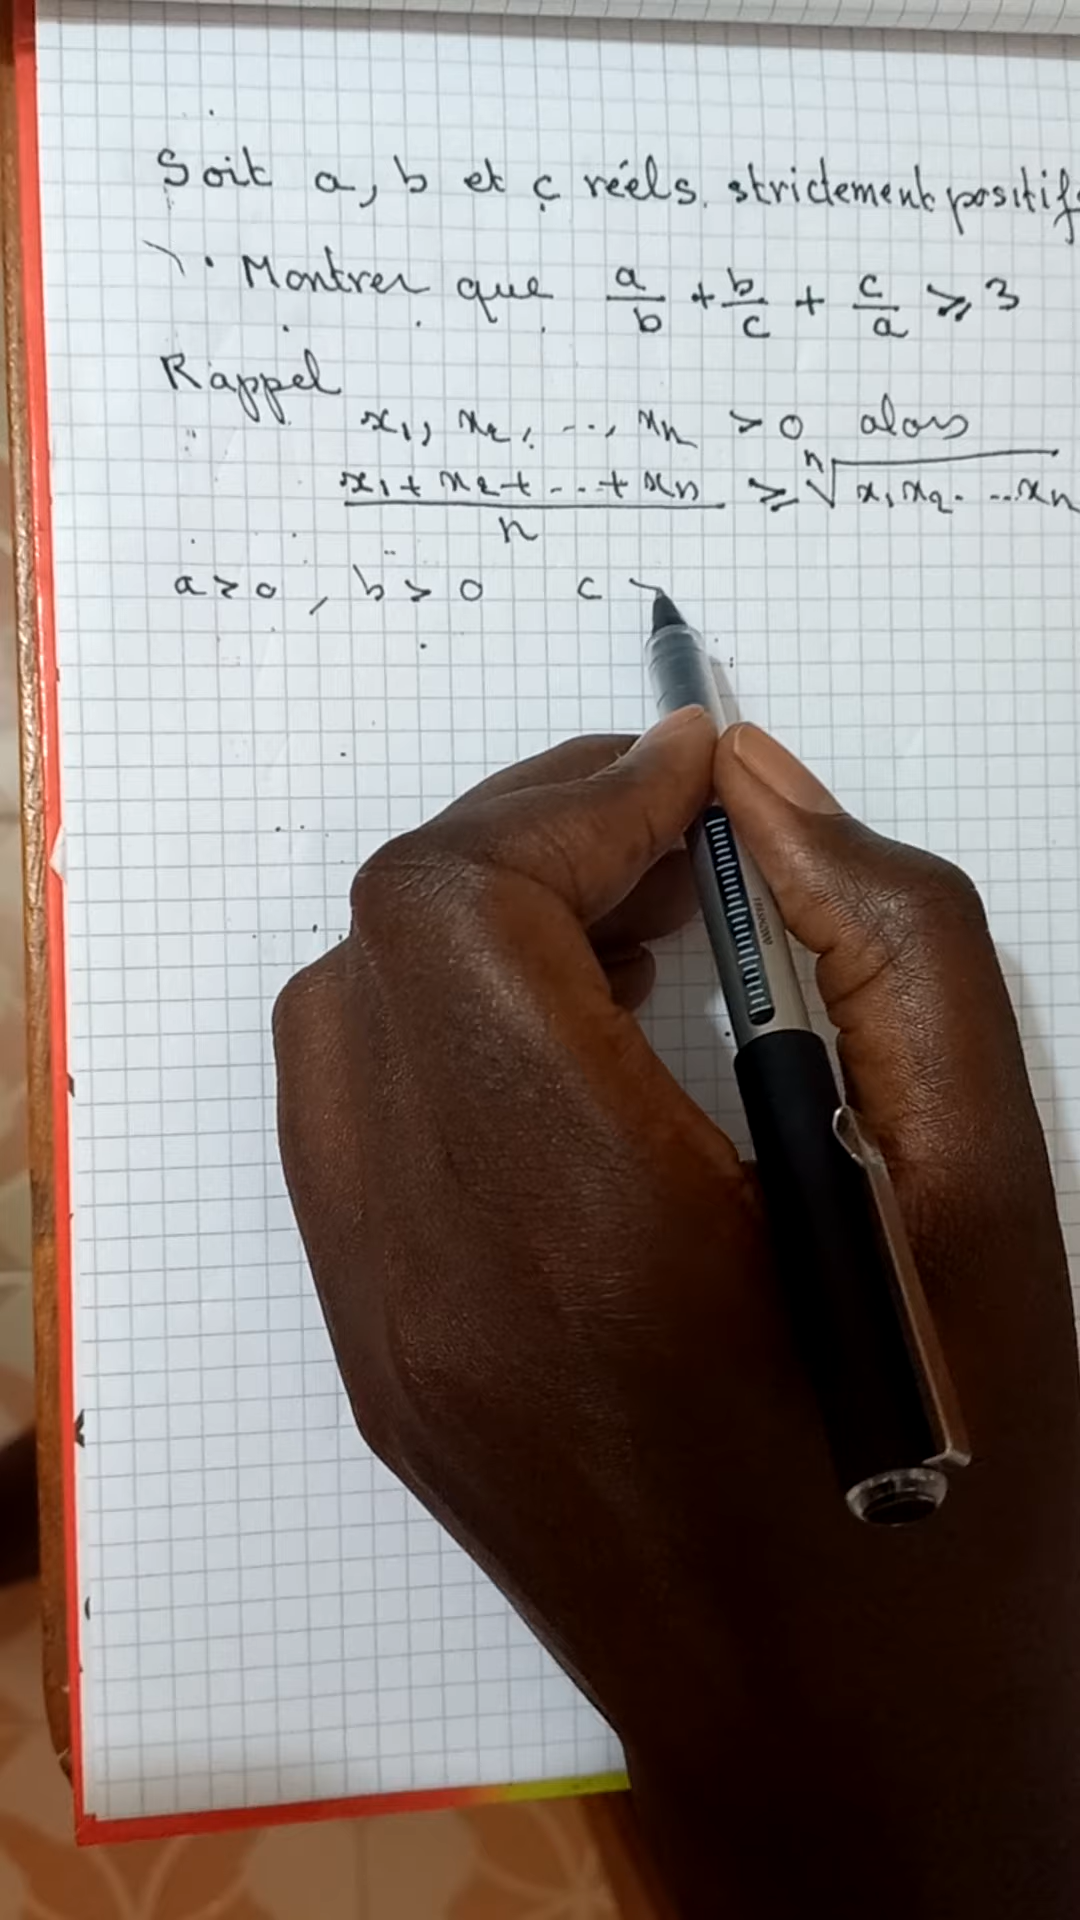 Soit a, b et c réels strictement positifs
Montrer que a/b + b/c + c/a ≥ 3
Rappel
x₁, x₂, ..., xₙ > 0 alors
(x₁ + x₂ + ... + xₙ)/n ≥ ⁿ√(x₁x₂...xₙ)
a > 0, b > 0 c >